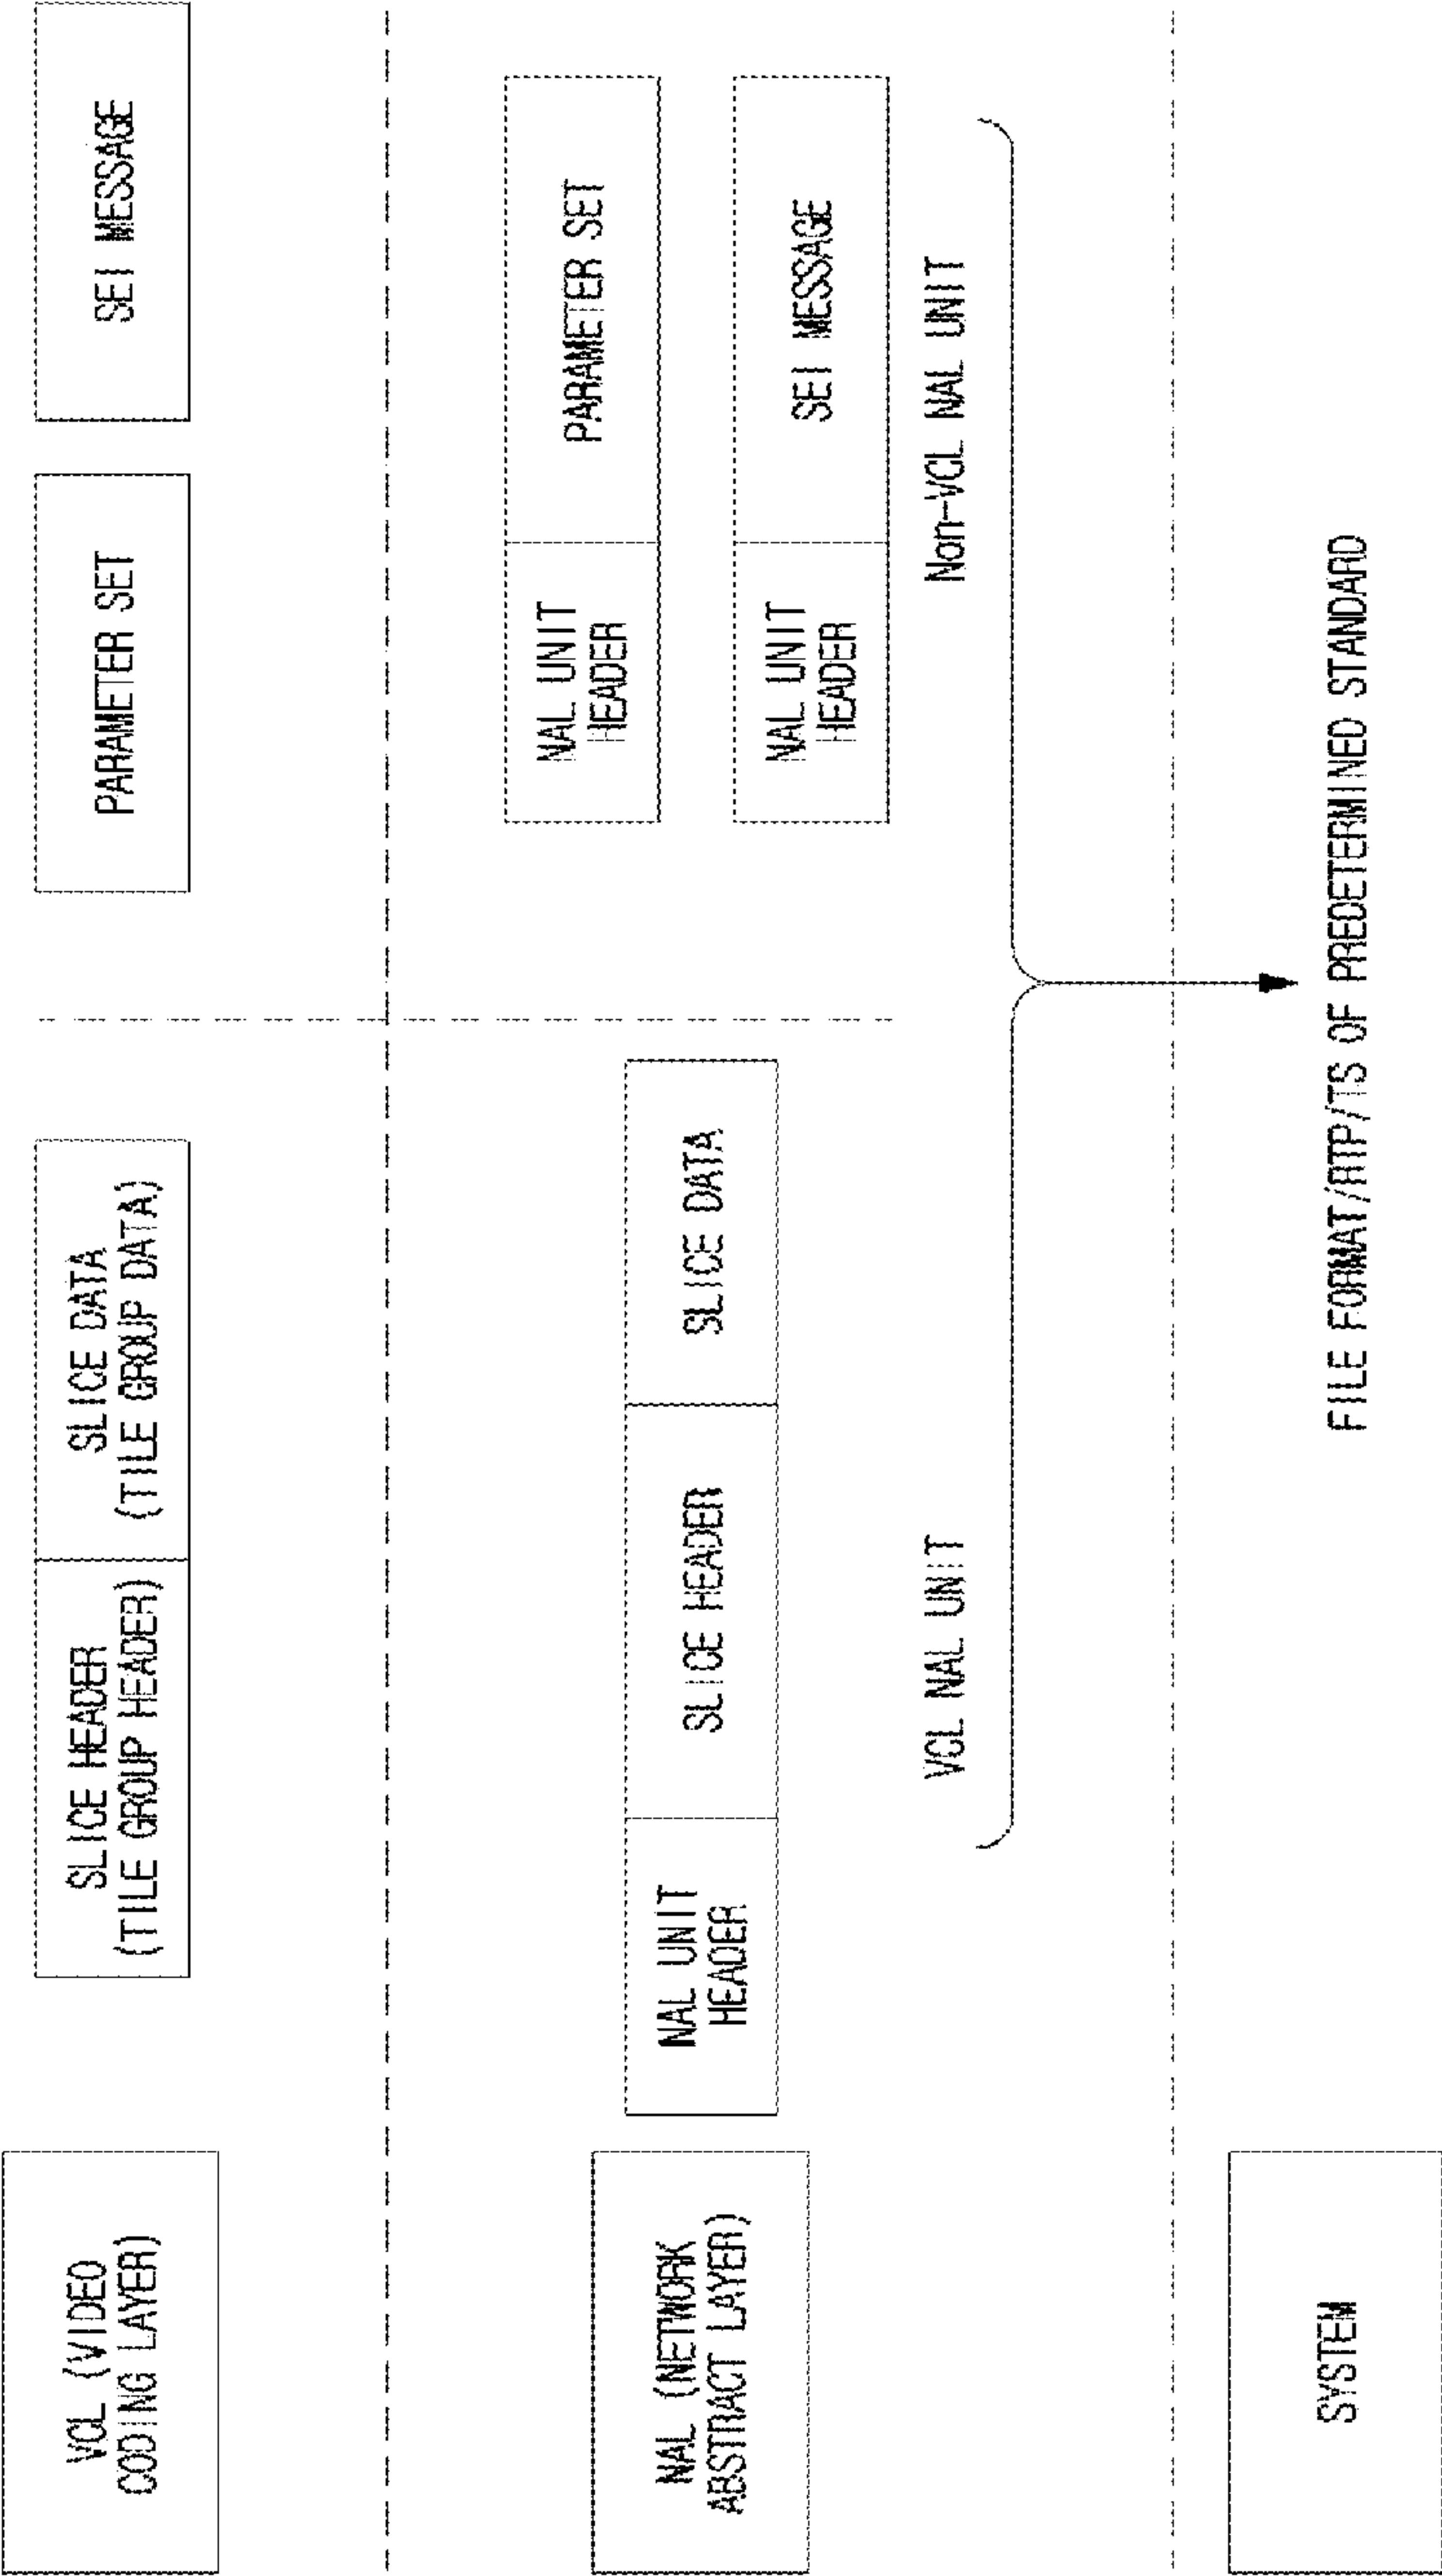 VCL (VIDEO
CODING LAYER)
SLICE HEADER
(TILE GROUP HEADER)
SLICE DATA
(TILE GROUP DATA)
PARAMETER SET
SEI MESSAGE
NAL (NETWORK
ABSTRACT LAYER)
NAL UNIT
HEADER
SLICE HEADER
SLICE DATA
NAL UNIT
HEADER
PARAMETER SET
NAL UNIT
HEADER
SEI MESSAGE
VCL NAL UNIT
Non-VCL NAL UNIT
SYSTEM
FILE FORMAT/RTP/TS OF PREDETERMINED STANDARD